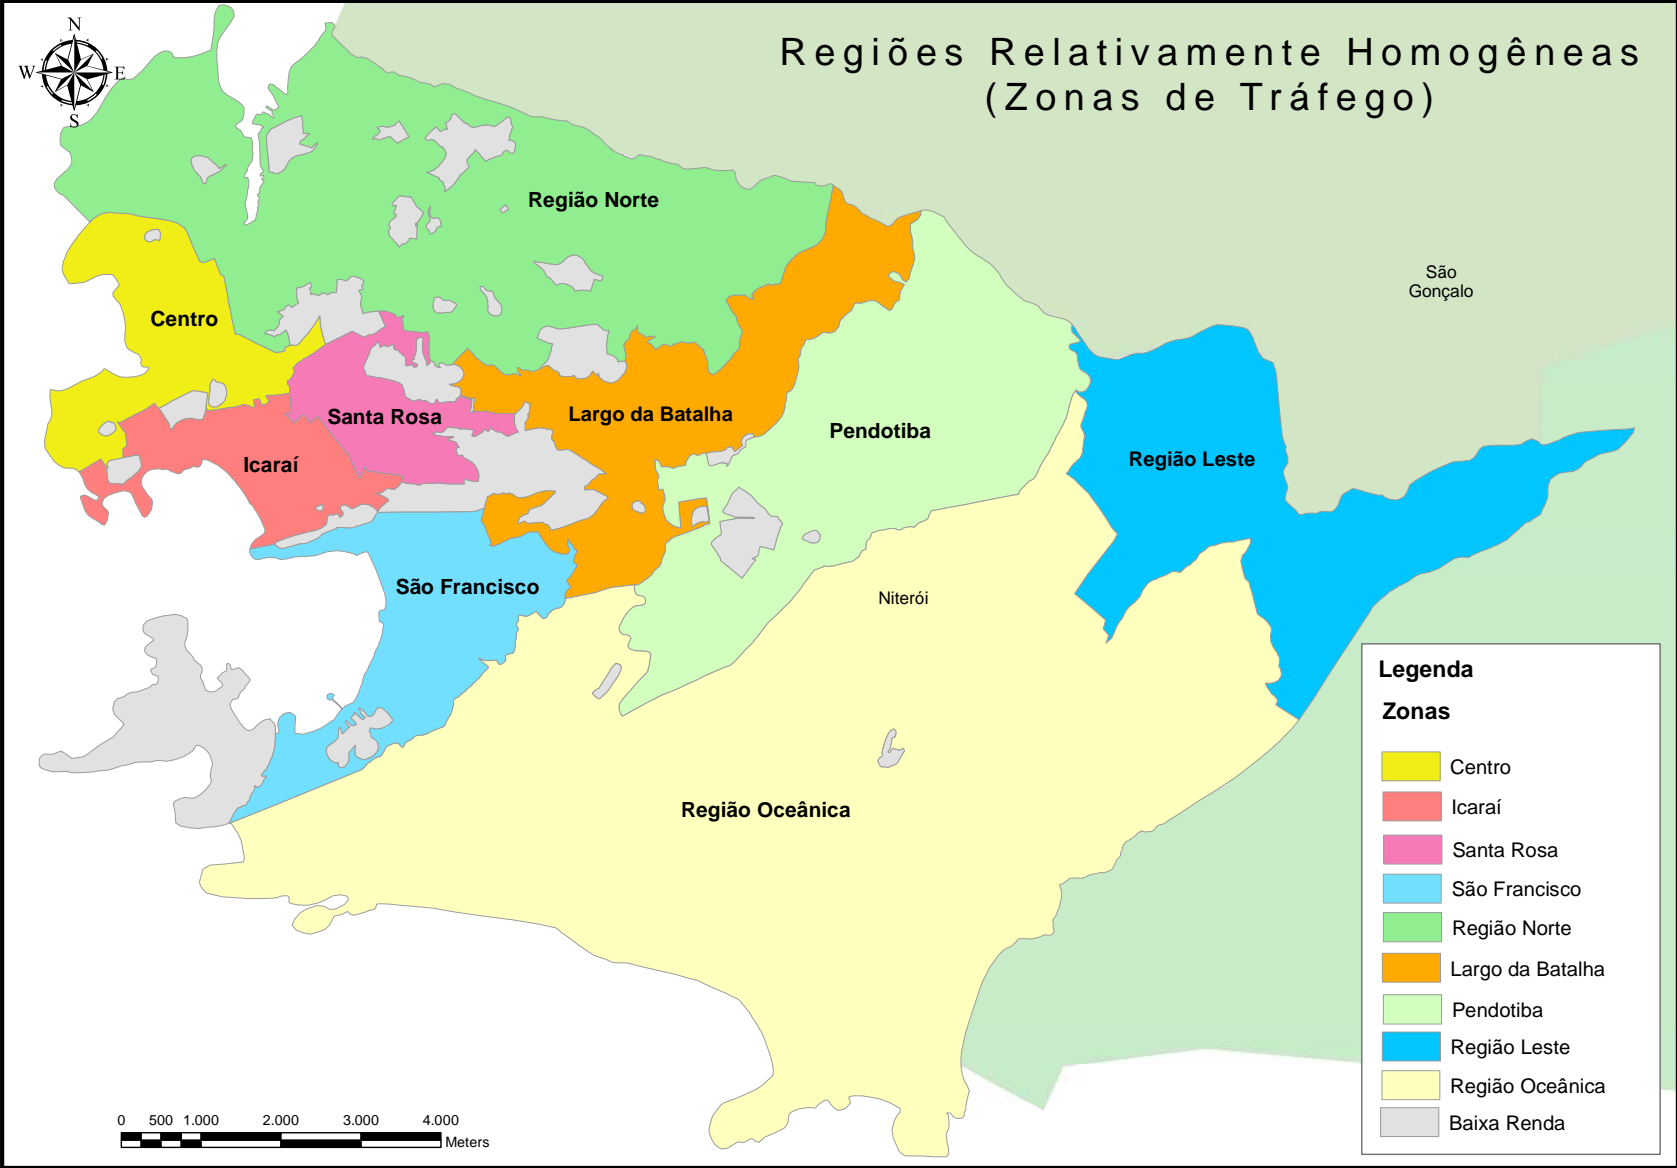 Regiões Relativamente Homogêneas
(Zonas de Tráfego)
N
W
E
S
Região Norte
São
Gonçalo
Centro
Santa Rosa
Largo da Batalha
Pendotiba
Icaraí
Região Leste
São Francisco
Niterói
Região Oceânica
Legenda
Zonas
Centro
Icaraí
Santa Rosa
São Francisco
Região Norte
Largo da Batalha
Pendotiba
Região Leste
Região Oceânica
Baixa Renda
0 500 1.000 2.000 3.000 4.000
Meters